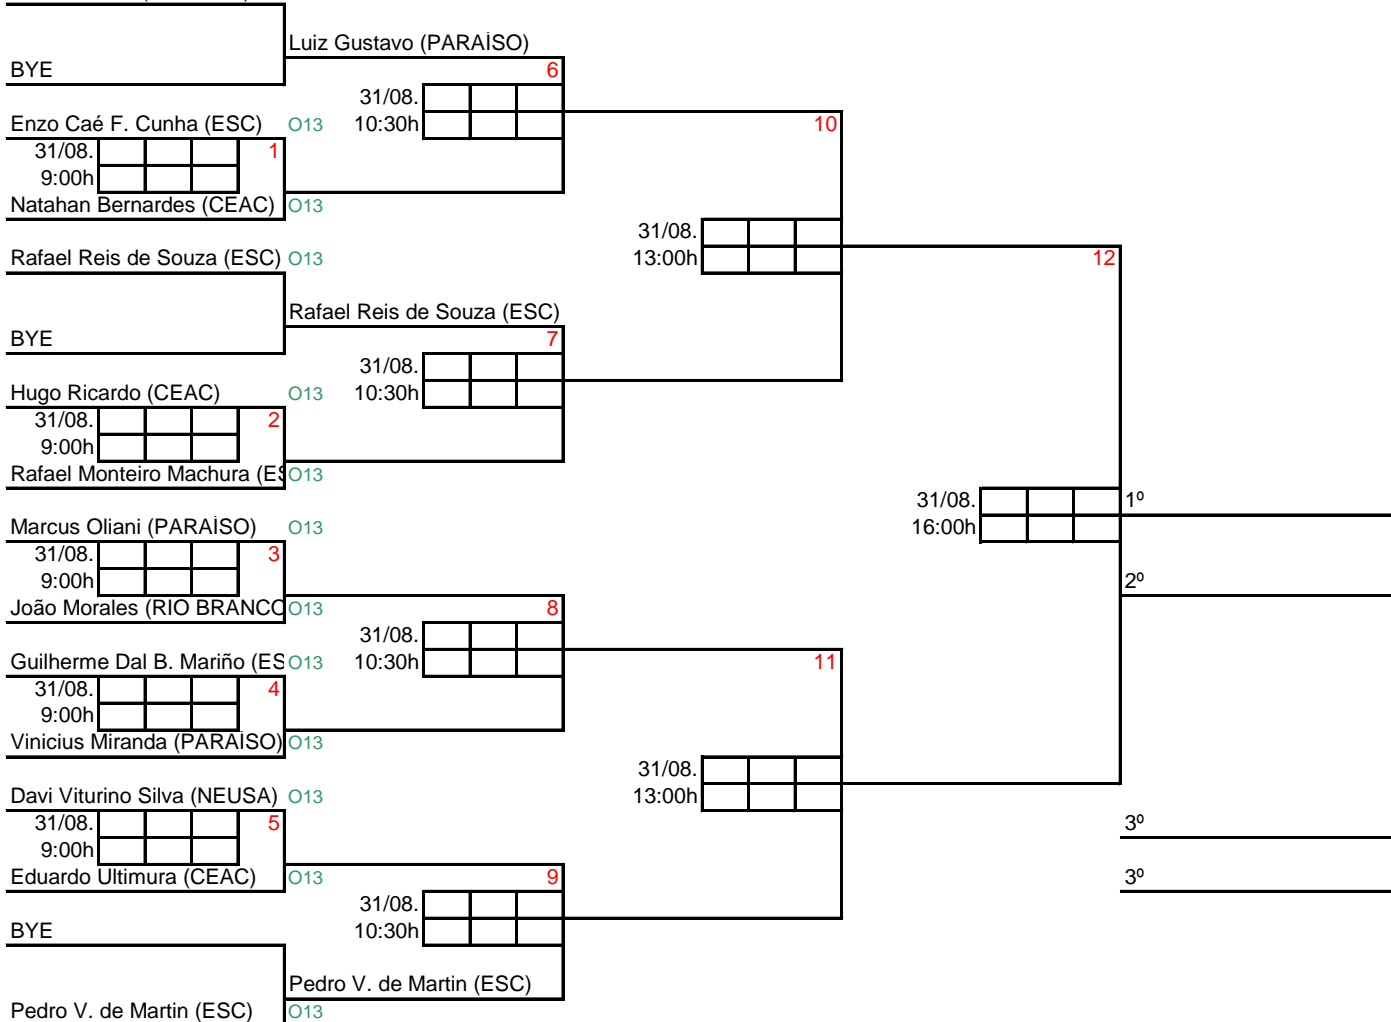 Luiz Gustavo (PARAÍSO)
BYE
6
31/08.
10:30h
Enzo Caé F. Cunha (ESC) O13
10
31/08. 1
9:00h
Natahan Bernardes (CEAC) O13
31/08.
13:00h
Rafael Reis de Souza (ESC) O13
12
Rafael Reis de Souza (ESC)
BYE
7
31/08.
10:30h
Hugo Ricardo (CEAC) O13
31/08. 2
9:00h
Rafael Monteiro Machura (ES O13
31/08. 1º
16:00h
Marcus Oliani (PARAÍSO) O13
31/08. 3
9:00h
2º
João Morales (RIO BRANCO O13
8
31/08.
10:30h
Guilherme Dal B. Mariño (ES O13
11
31/08. 4
9:00h
Vinicius Miranda (PARAÍSO) O13
31/08.
13:00h
Davi Viturino Silva (NEUSA) O13
31/08. 5
9:00h
3º
Eduardo Ultimura (CEAC) O13
9
3º
31/08.
10:30h
BYE
Pedro V. de Martin (ESC)
Pedro V. de Martin (ESC) O13